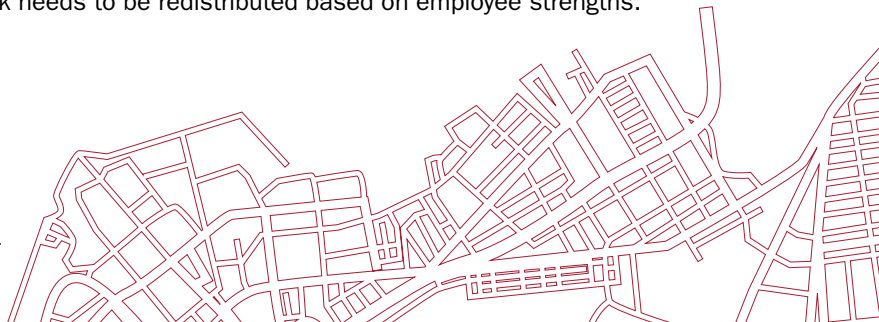 k needs to be redistributed based on employee strengths.